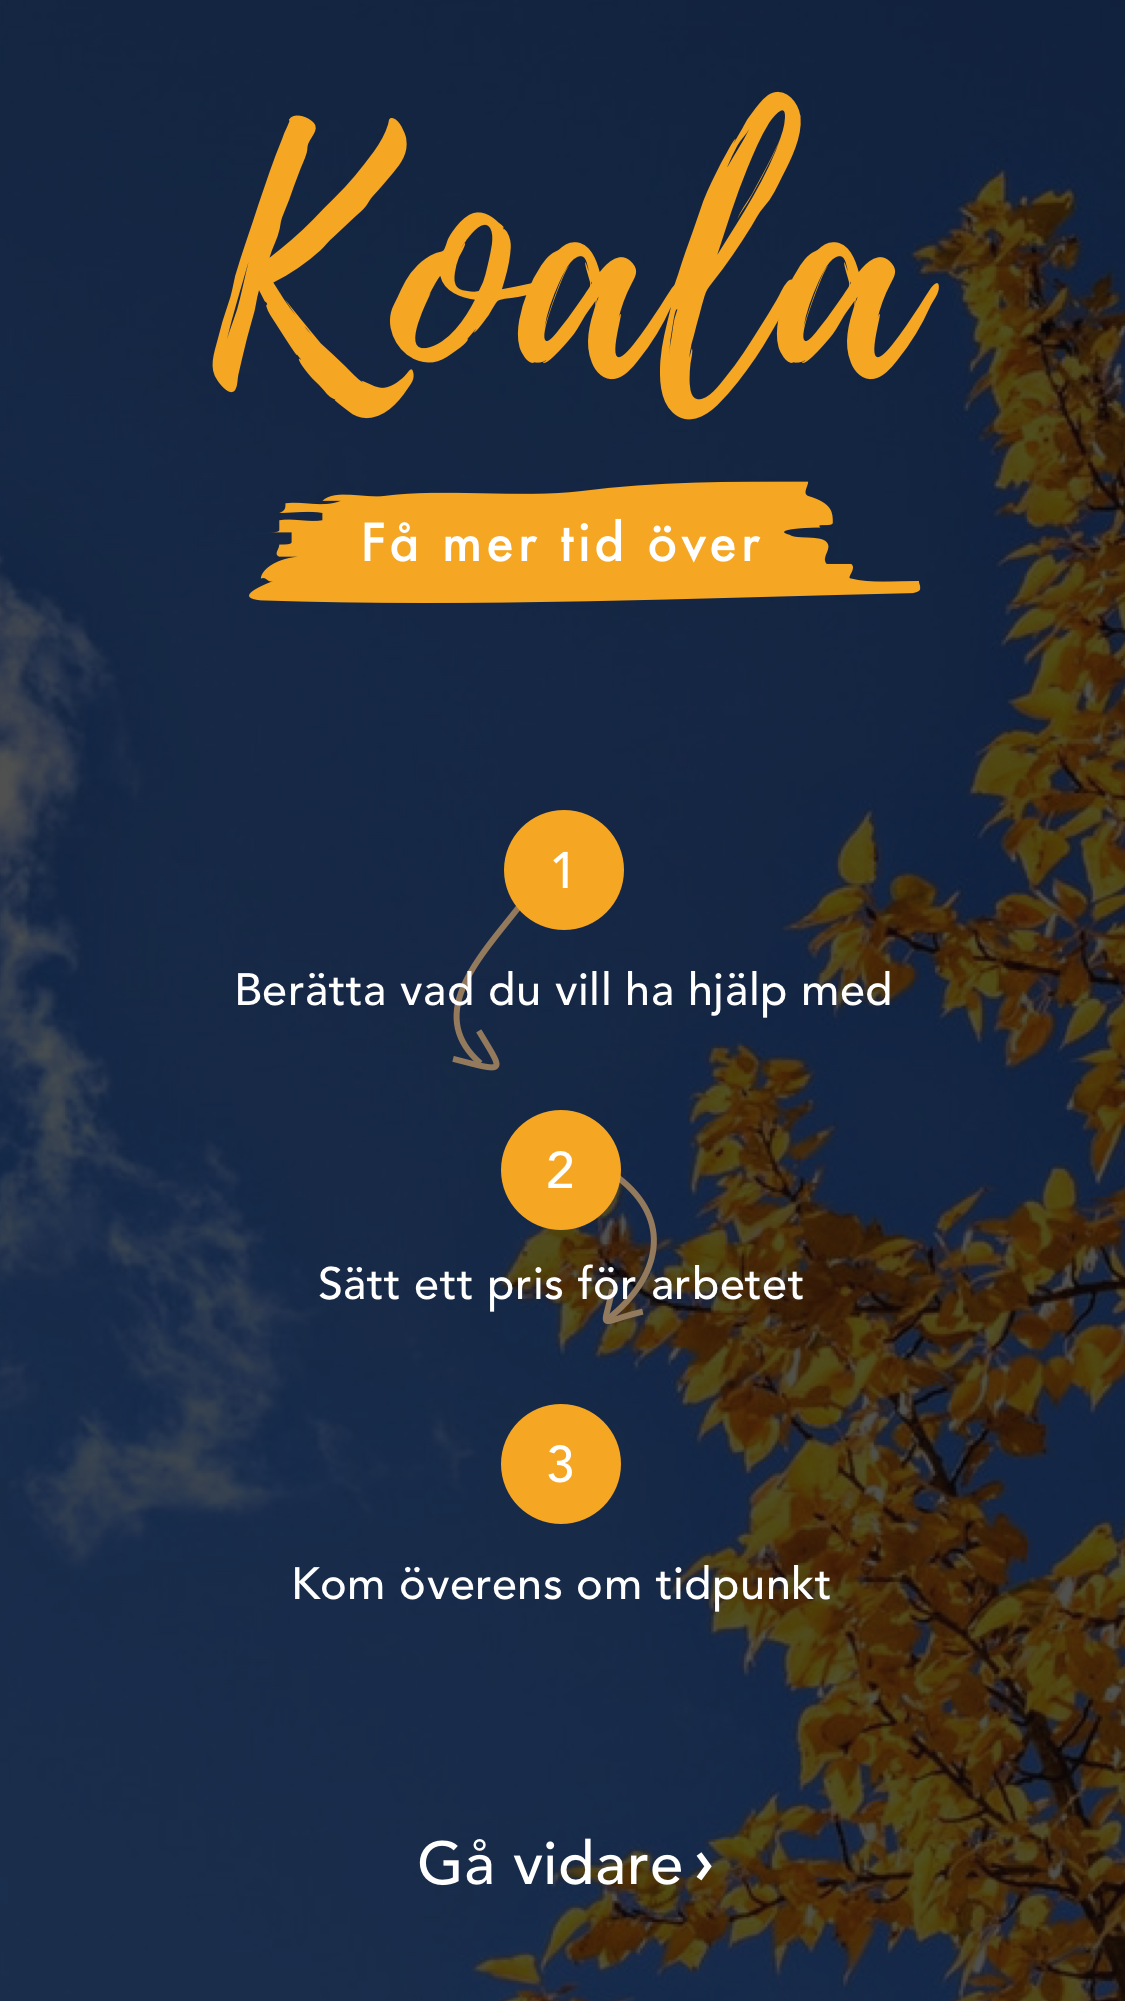 Koala
Få mer tid över
1
Berätta vad du vill ha hjälp med
2
Sätt ett pris för arbetet
3
Kom överens om tidpunkt
Gå vidare ›